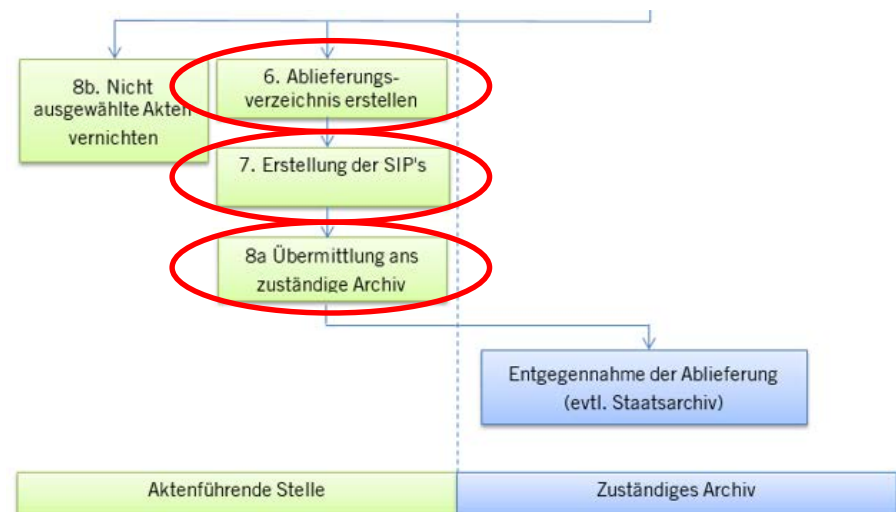 8b. Nicht
ausgewählte Akten
vernichten
6. Ablieferungs-
verzeichnis erstellen
7. Erstellung der SIP's
8a Übermittlung ans
zuständige Archiv
Entgegennahme der Ablieferung
(evtl. Staatsarchiv)
Aktenführende Stelle
Zuständiges Archiv